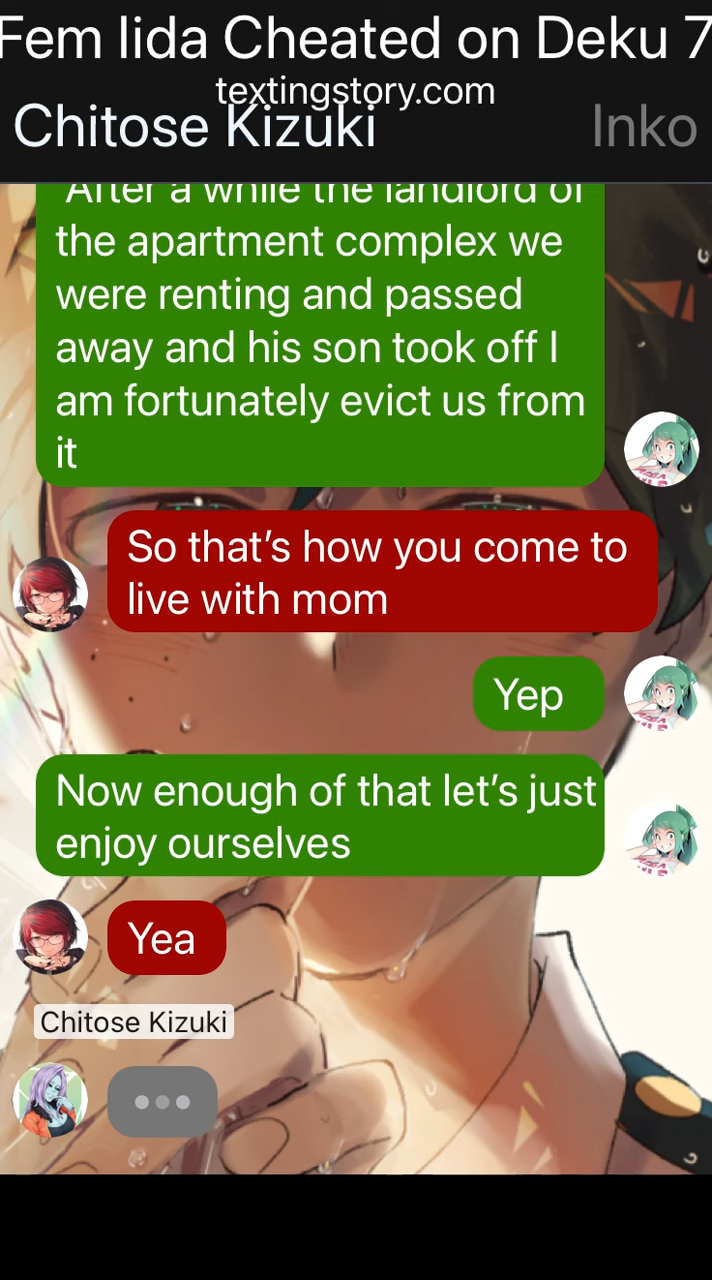 Fem Iida Cheated on Deku 7
textingstory.com
Chitose Kizuki
Inko
After a while the landlord of
the apartment complex we
were renting and passed
away and his son took off I
am fortunately evict us from
it
So that’s how you come to
live with mom
Yep
Now enough of that let’s just
enjoy ourselves
Yea
Chitose Kizuki